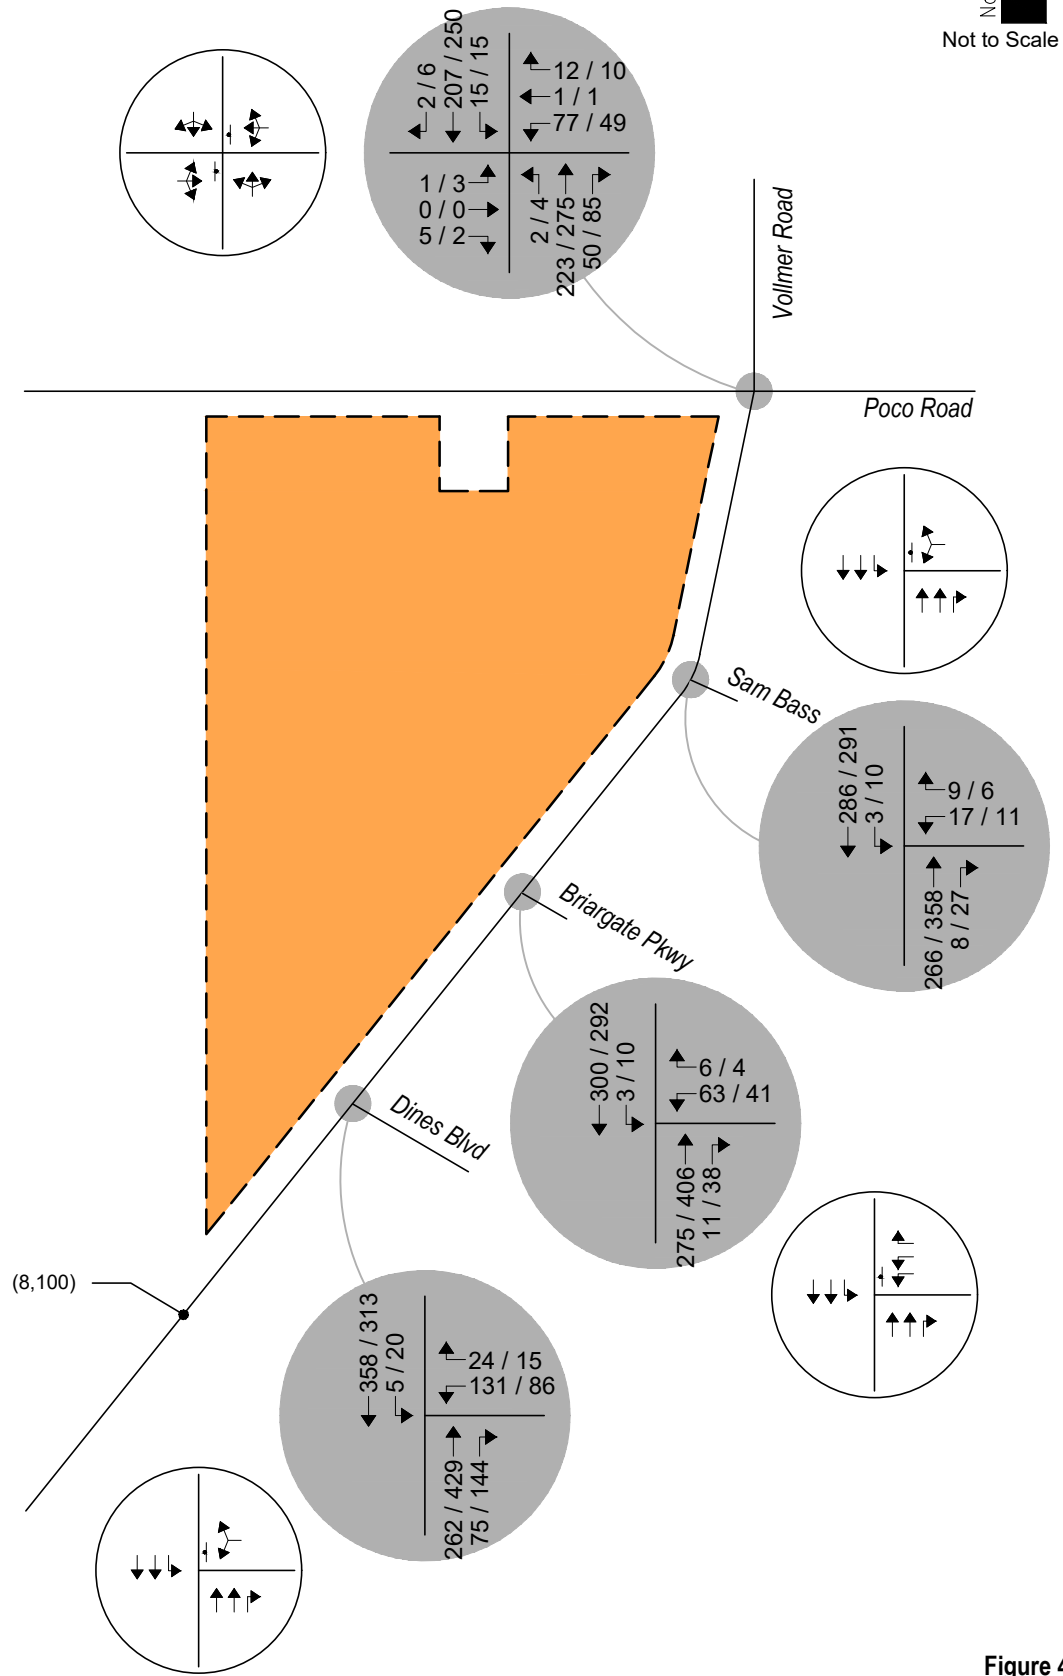 No
Not to Scale
2 / 6
207 / 250
15 / 15
12 / 10
1 / 1
77 / 49
1 / 3
0 / 0
5 / 2
2 / 4
223 / 275
50 / 85
Vollmer Road
Poco Road
Sam Bass
286 / 291
3 / 10
9 / 6
17 / 11
266 / 358
8 / 27
Briargate Pkwy
300 / 292
3 / 10
6 / 4
63 / 41
275 / 406
11 / 38
Dines Blvd
(8,100)
358 / 313
5 / 20
24 / 15
131 / 86
262 / 429
75 / 144
Figure 4